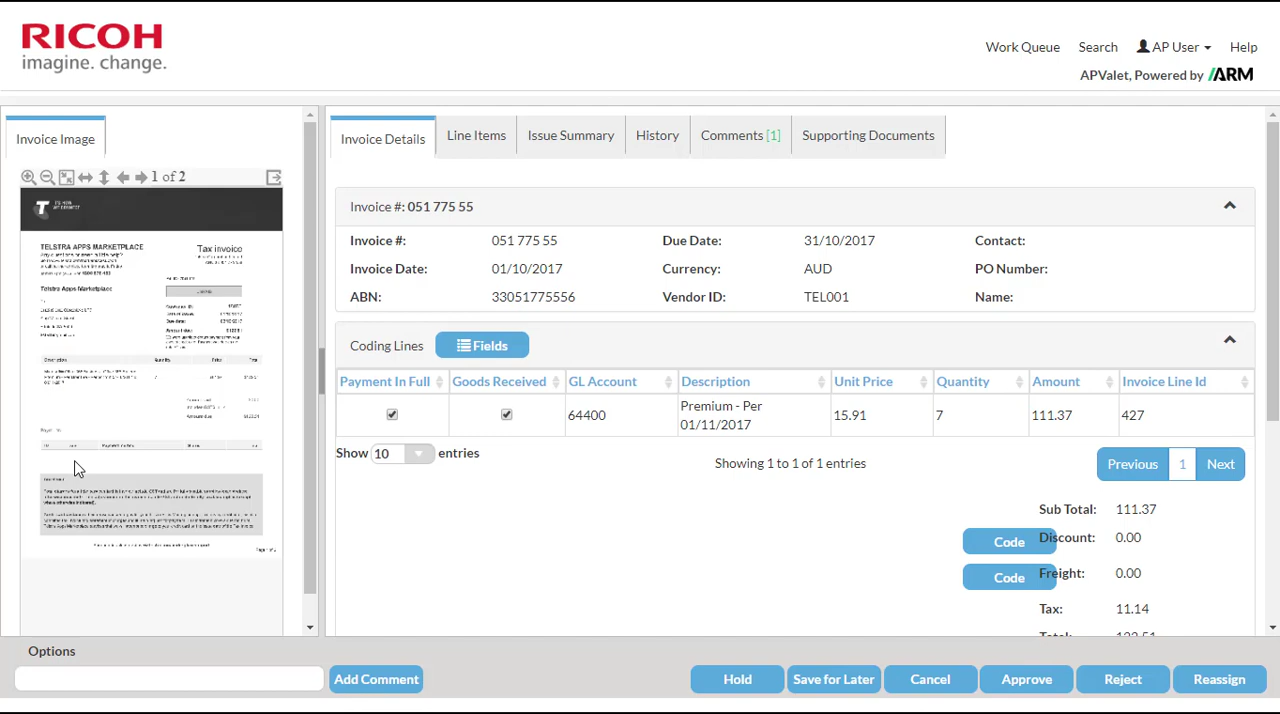 RICOH
imagine. change.
Work Queue Search AP User Help
APValet, Powered by ARM
Invoice Image
1 of 2
TELSTRA APPS MARKETPLACE
Tax invoice
Telstra Apps Marketplace
Invoice Details Line Items Issue Summary History Comments [1] Supporting Documents
Invoice #: 051 775 55
Invoice #: 051 775 55 Due Date: 31/10/2017 Contact:
Invoice Date: 01/10/2017 Currency: AUD PO Number:
ABN: 33051775556 Vendor ID: TEL001 Name:
Coding Lines Fields
Payment In Full Goods Received GL Account Description Unit Price Quantity Amount Invoice Line Id
64400 Premium - Per 15.91 7 111.37 427
01/11/2017
Show 10 entries Showing 1 to 1 of 1 entries Previous 1 Next
Sub Total: 111.37
Code Discount: 0.00
Code Freight: 0.00
Tax: 11.14
Total: 122.51
Options
Add Comment Hold Save for Later Cancel Approve Reject Reassign